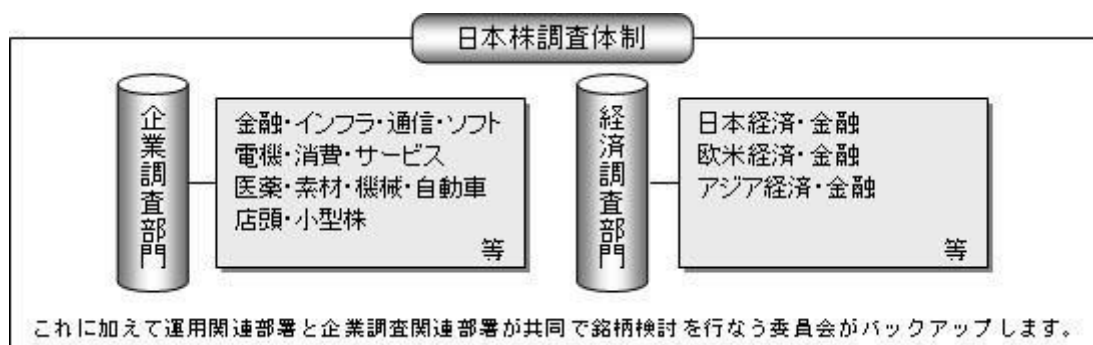 日本株調査体制
企業調査部門
金融・インフラ・通信・ソフト
電機・消費・サービス
医薬・素材・機械・自動車
店頭・小型株
等
経済調査部門
日本経済・金融
欧米経済・金融
アジア経済・金融
等
これに加えて運用関連部署と企業調査関連部署が共同で銘柄検討を行なう委員会がバックアップします。